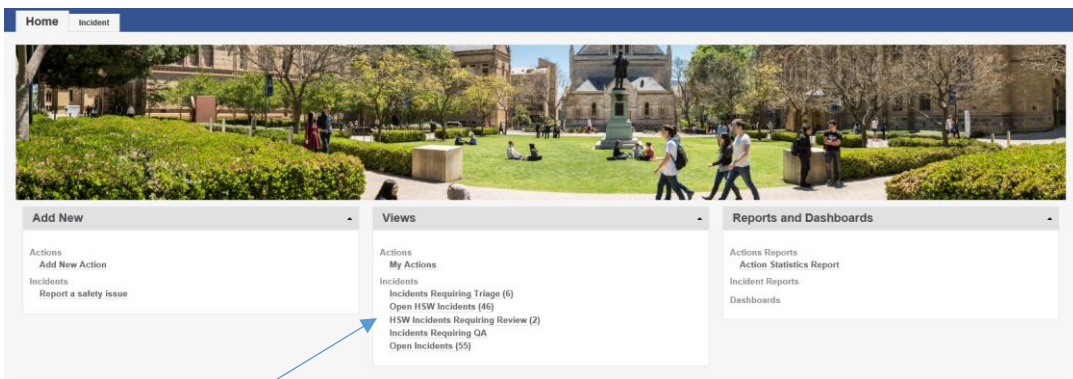 Home Incident
Add New
Actions
Add New Action
Incidents
Report a safety issue
Views
Actions
My Actions
Incidents
Incidents Requiring Triage (6)
Open HSW Incidents (46)
HSW Incidents Requiring Review (2)
Incidents Requiring QA
Open Incidents (55)
Reports and Dashboards
Actions Reports
Action Statistics Report
Incident Reports
Dashboards